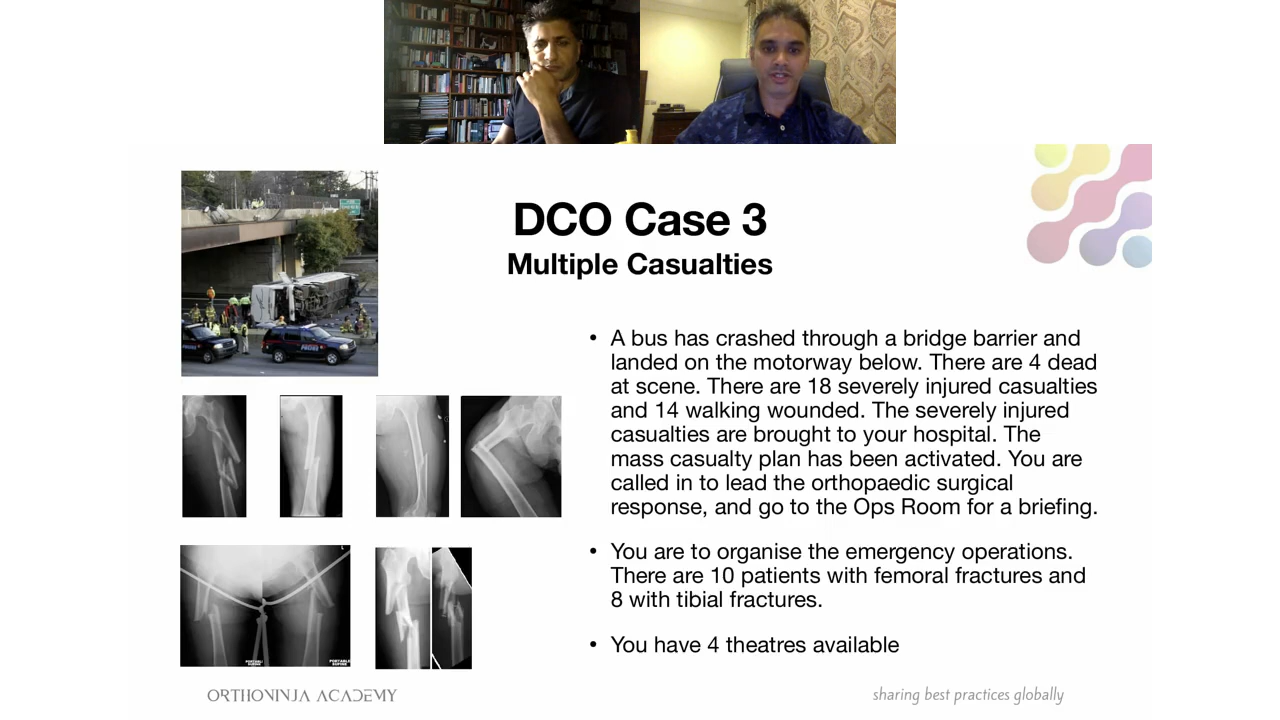 DCO Case 3
Multiple Casualties
• A bus has crashed through a bridge barrier and
landed on the motorway below. There are 4 dead
at scene. There are 18 severely injured casualties
and 14 walking wounded. The severely injured
casualties are brought to your hospital. The
mass casualty plan has been activated. You are
called in to lead the orthopaedic surgical
response, and go to the Ops Room for a briefing.
• You are to organise the emergency operations.
There are 10 patients with femoral fractures and
8 with tibial fractures.
• You have 4 theatres available
ORTHONINJA ACADEMY
sharing best practices globally